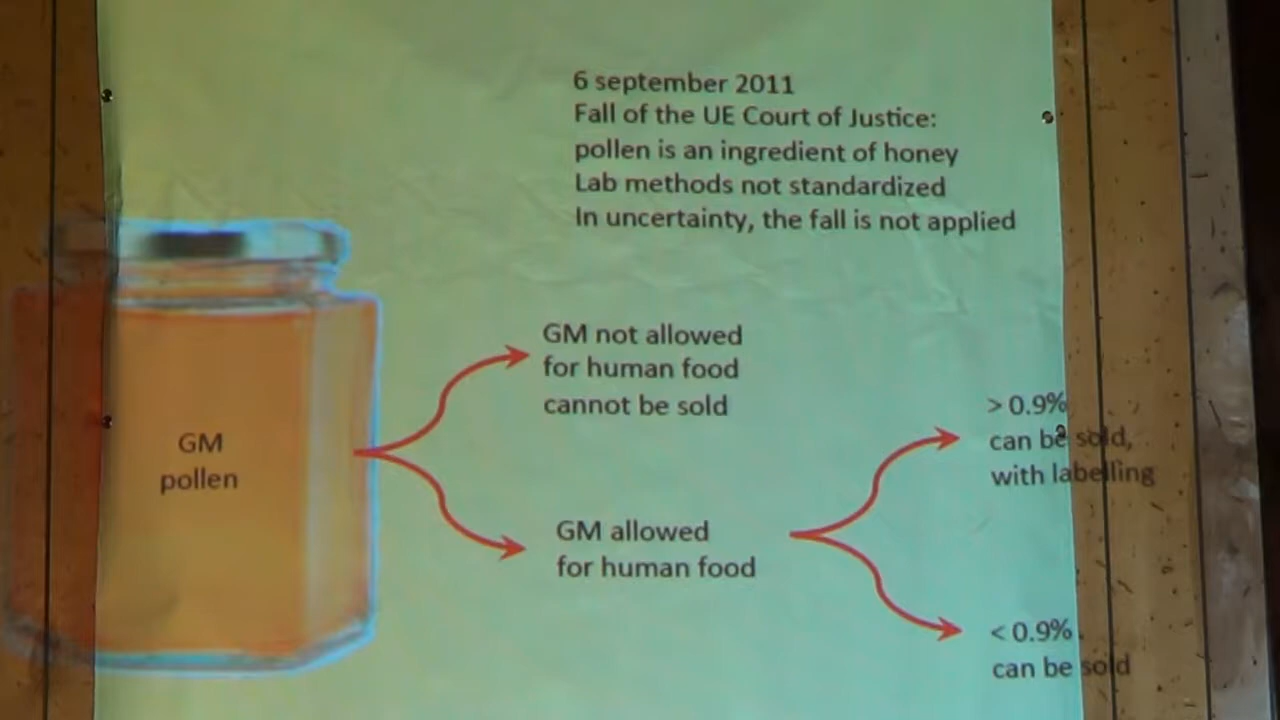 6 september 2011
Fall of the UE Court of Justice:
pollen is an ingredient of honey
Lab methods not standardized
In uncertainty, the fall is not applied
GM not allowed
for human food
cannot be sold
GM
pollen
> 0.9%
can be sold,
with labelling
GM allowed
for human food
< 0.9%
can be sold